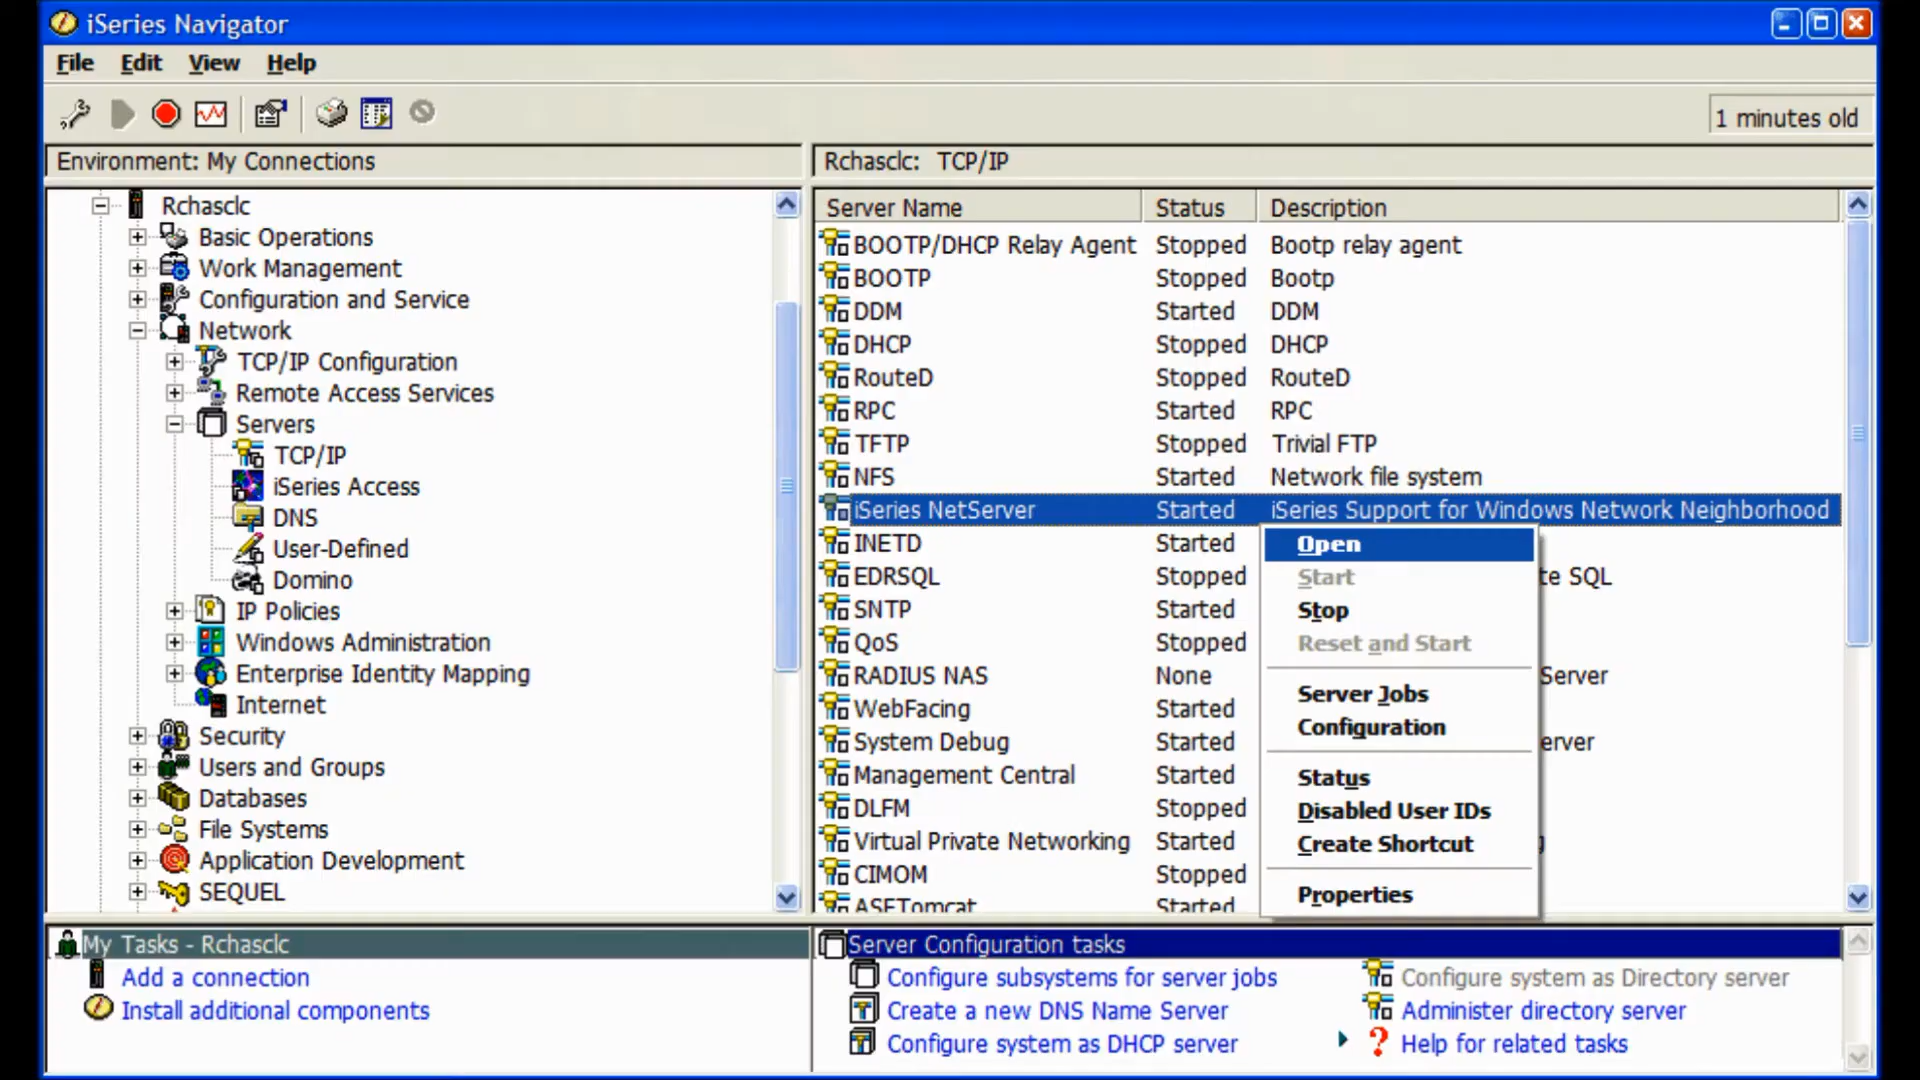 iSeries Navigator
File Edit View Help
1 minutes old
Environment: My Connections
Rchasclc: TCP/IP
Rchasclc
Basic Operations
Work Management
Configuration and Service
Network
TCP/IP Configuration
Remote Access Services
Servers
TCP/IP
iSeries Access
DNS
User-Defined
Domino
IP Policies
Windows Administration
Enterprise Identity Mapping
Internet
Security
Users and Groups
Databases
File Systems
Application Development
SEQUEL
Server Name Status Description
BOOTP/DHCP Relay Agent Stopped Bootp relay agent
BOOTP Stopped Bootp
DDM Started DDM
DHCP Stopped DHCP
RouteD Stopped RouteD
RPC Started RPC
TFTP Stopped Trivial FTP
NFS Started Network file system
iSeries NetServer Started iSeries Support for Windows Network Neighborhood
INETD Started
EDRSQL Stopped te SQL
SNTP Started
QoS Stopped
RADIUS NAS None Server
WebFacing Started
System Debug Started erver
Management Central Started
DLFM Stopped
Virtual Private Networking Started
CIMOM Stopped
ASFTomcat Started
Open
Start
Stop
Reset and Start
Server Jobs
Configuration
Status
Disabled User IDs
Create Shortcut
Properties
My Tasks - Rchasclc
Add a connection
Install additional components
Server Configuration tasks
Configure subsystems for server jobs
Create a new DNS Name Server
Configure system as DHCP server
Configure system as Directory server
Administer directory server
Help for related tasks